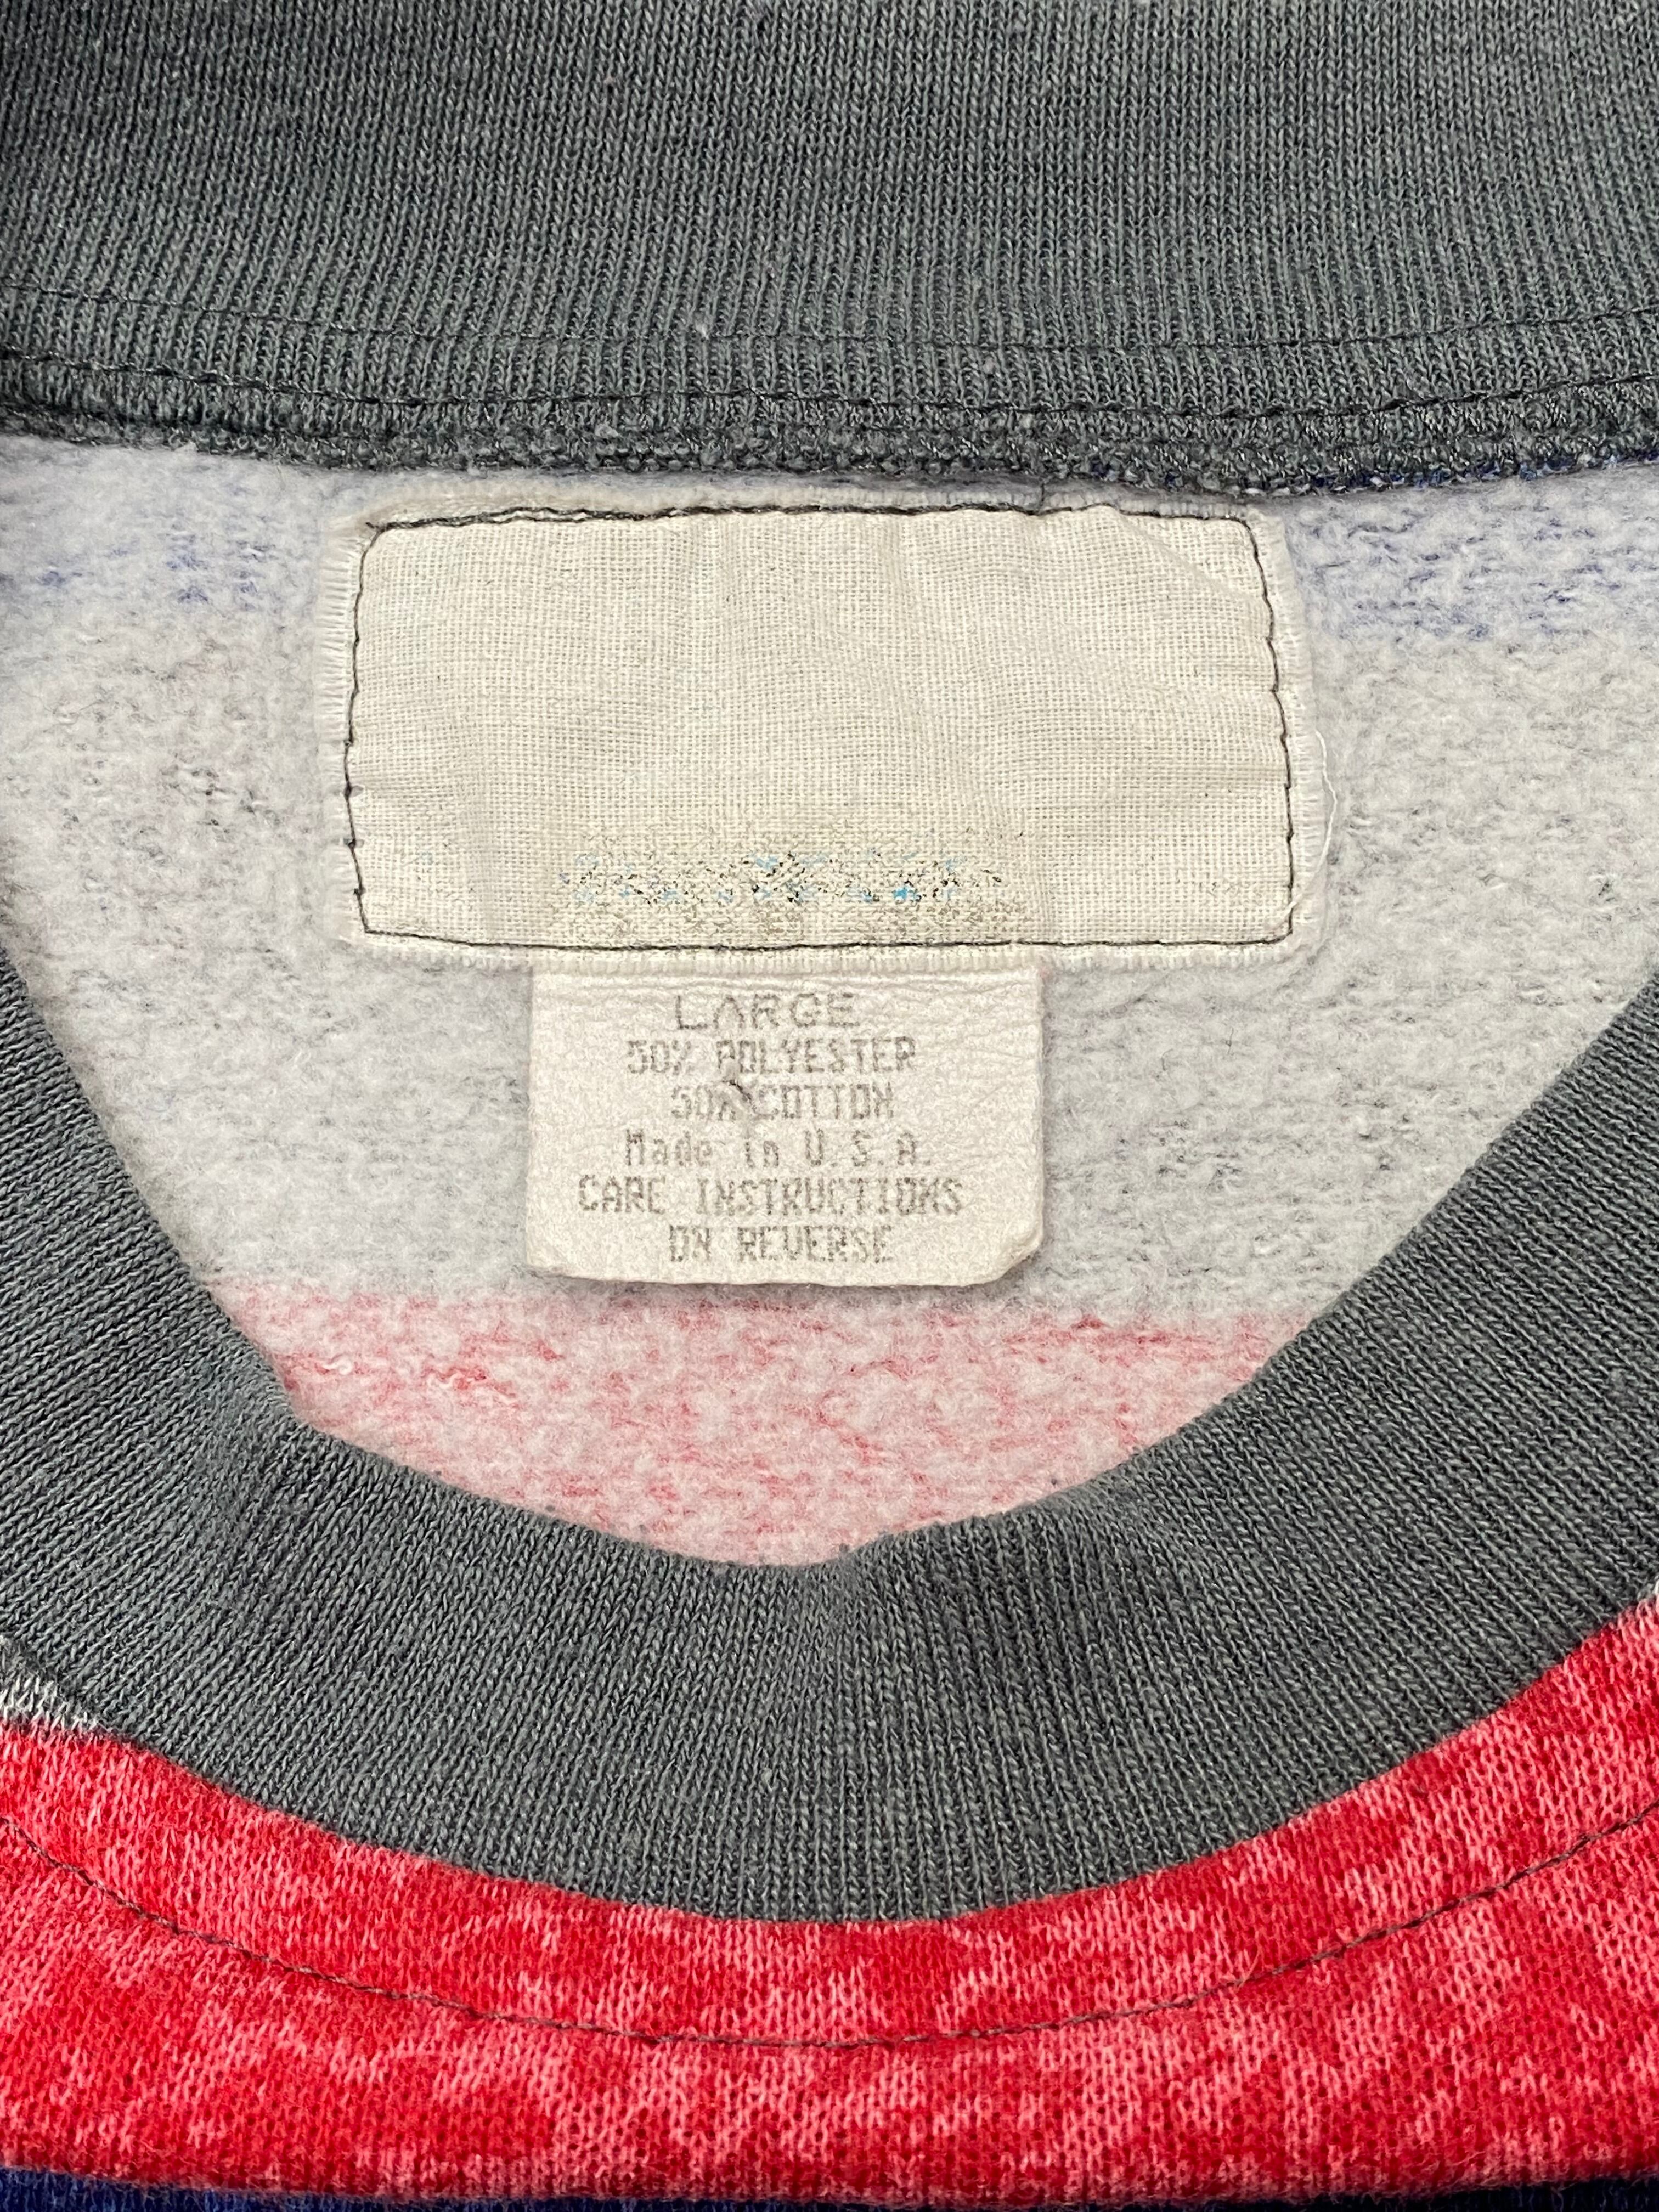 LARGE
50% POLYESTER
50% COTTON
Made in U.S.A.
CARE INSTRUCTIONS
ON REVERSE